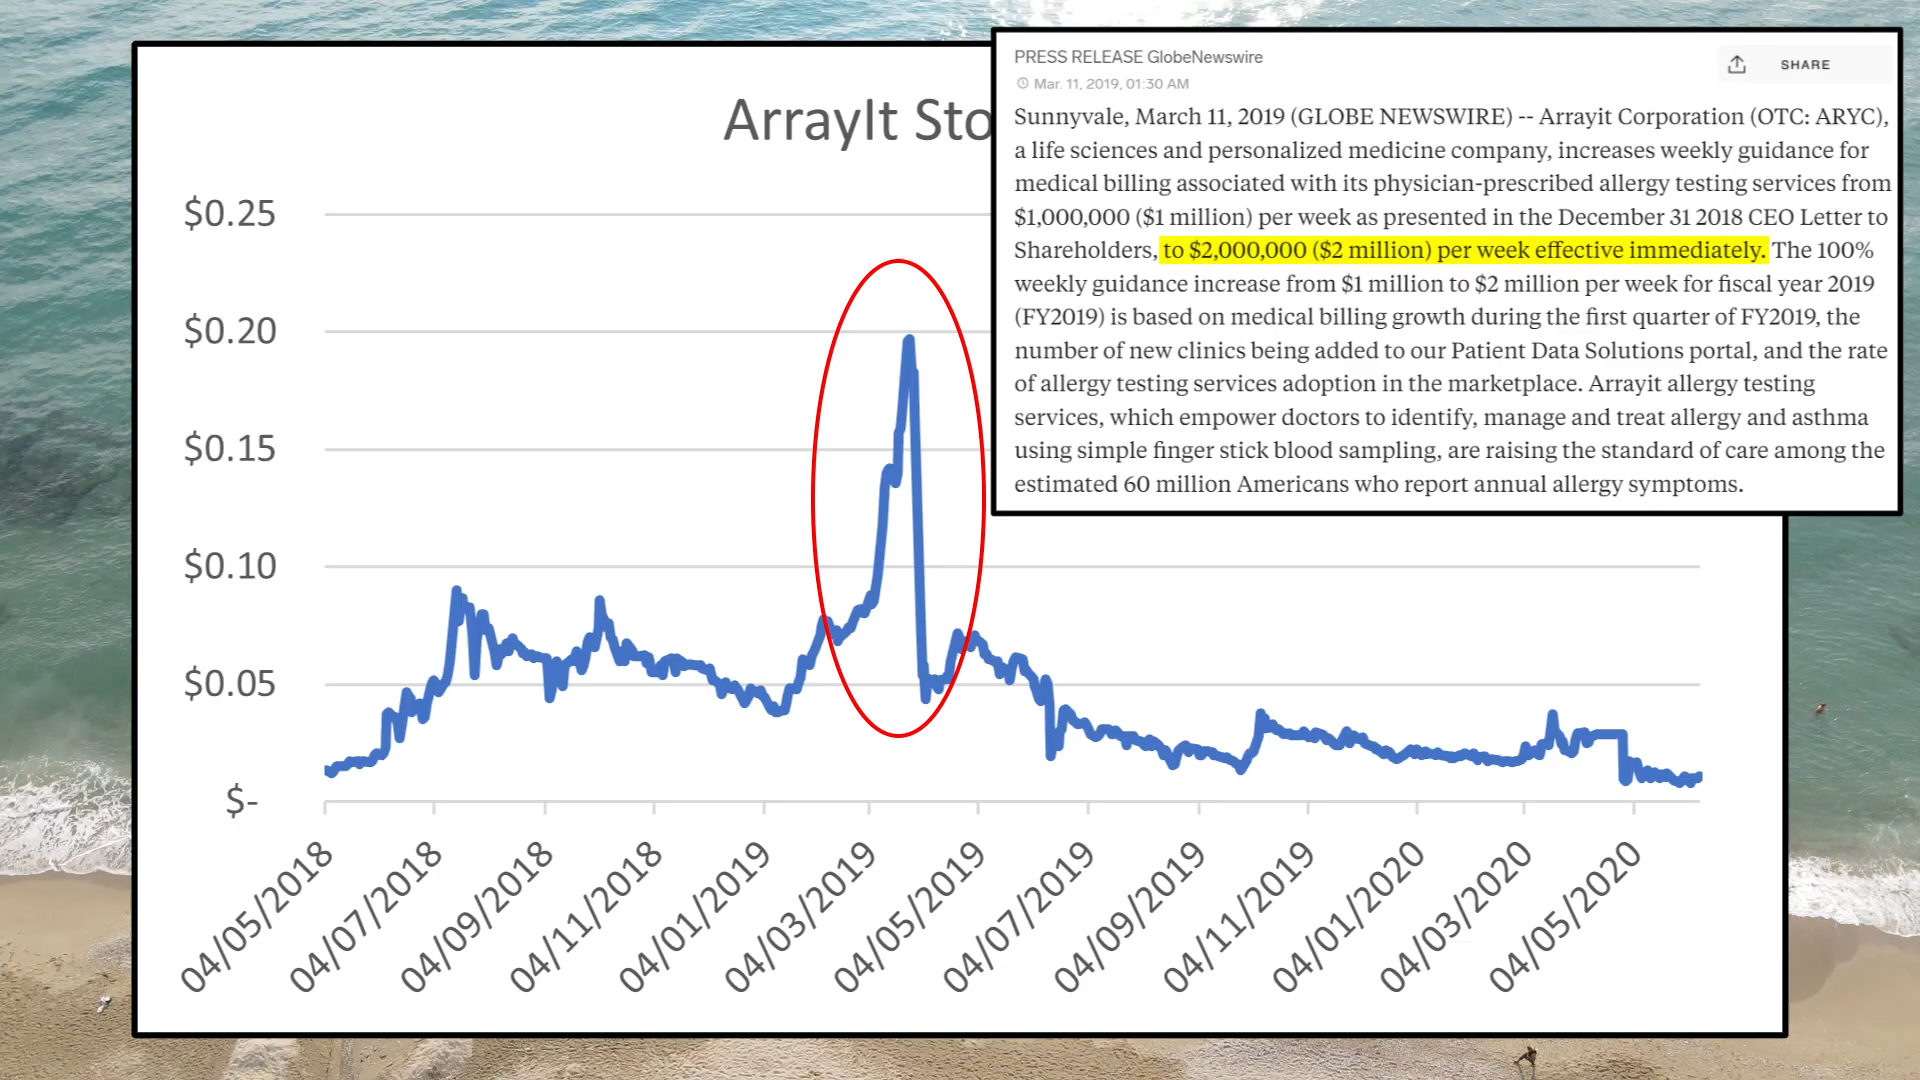 ArrayIt Sto
$0.25
$0.20
$0.15
$0.10
$0.05
$-
04/05/2018
04/07/2018
04/09/2018
04/11/2018
04/01/2019
04/03/2019
04/05/2019
04/07/2019
04/09/2019
04/11/2019
04/01/2020
04/03/2020
04/05/2020
PRESS RELEASE GlobeNewswire
Mar. 11, 2019, 01:30 AM
SHARE
Sunnyvale, March 11, 2019 (GLOBE NEWSWIRE) -- Arrayit Corporation (OTC: ARYC),
a life sciences and personalized medicine company, increases weekly guidance for
medical billing associated with its physician-prescribed allergy testing services from
$1,000,000 ($1 million) per week as presented in the December 31 2018 CEO Letter to
Shareholders, to $2,000,000 ($2 million) per week effective immediately. The 100%
weekly guidance increase from $1 million to $2 million per week for fiscal year 2019
(FY2019) is based on medical billing growth during the first quarter of FY2019, the
number of new clinics being added to our Patient Data Solutions portal, and the rate
of allergy testing services adoption in the marketplace. Arrayit allergy testing
services, which empower doctors to identify, manage and treat allergy and asthma
using simple finger stick blood sampling, are raising the standard of care among the
estimated 60 million Americans who report annual allergy symptoms.